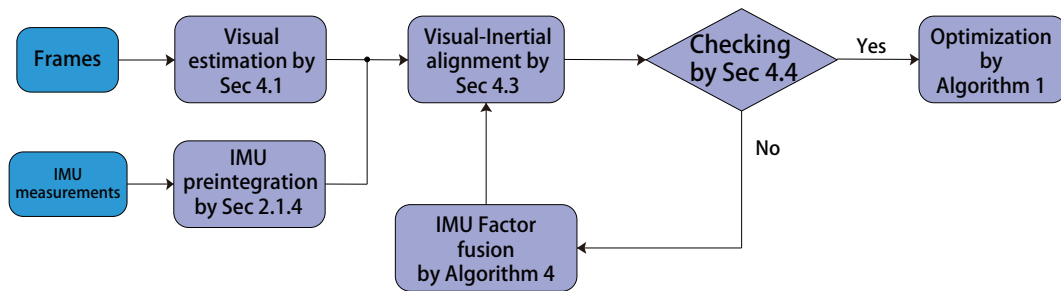 Frames
Visual
estimation by
Sec 4.1
Visual-Inertial
alignment by
Sec 4.3
Checking
by Sec 4.4
Yes
Optimization
by
Algorithm 1
No
IMU
measurements
IMU
preintegration
by Sec 2.1.4
IMU Factor
fusion
by Algorithm 4